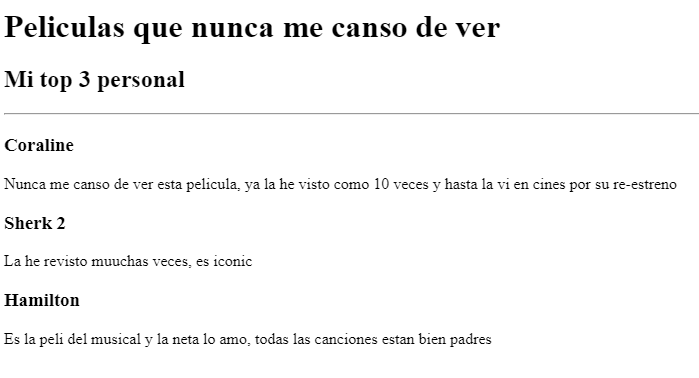 Peliculas que nunca me canso de ver
Mi top 3 personal
Coraline
Nunca me canso de ver esta pelicula, ya la he visto como 10 veces y hasta la vi en cines por su re-estreno
Sherk 2
La he revisto muuchas veces, es iconic
Hamilton
Es la peli del musical y la neta lo amo, todas las canciones estan bien padres